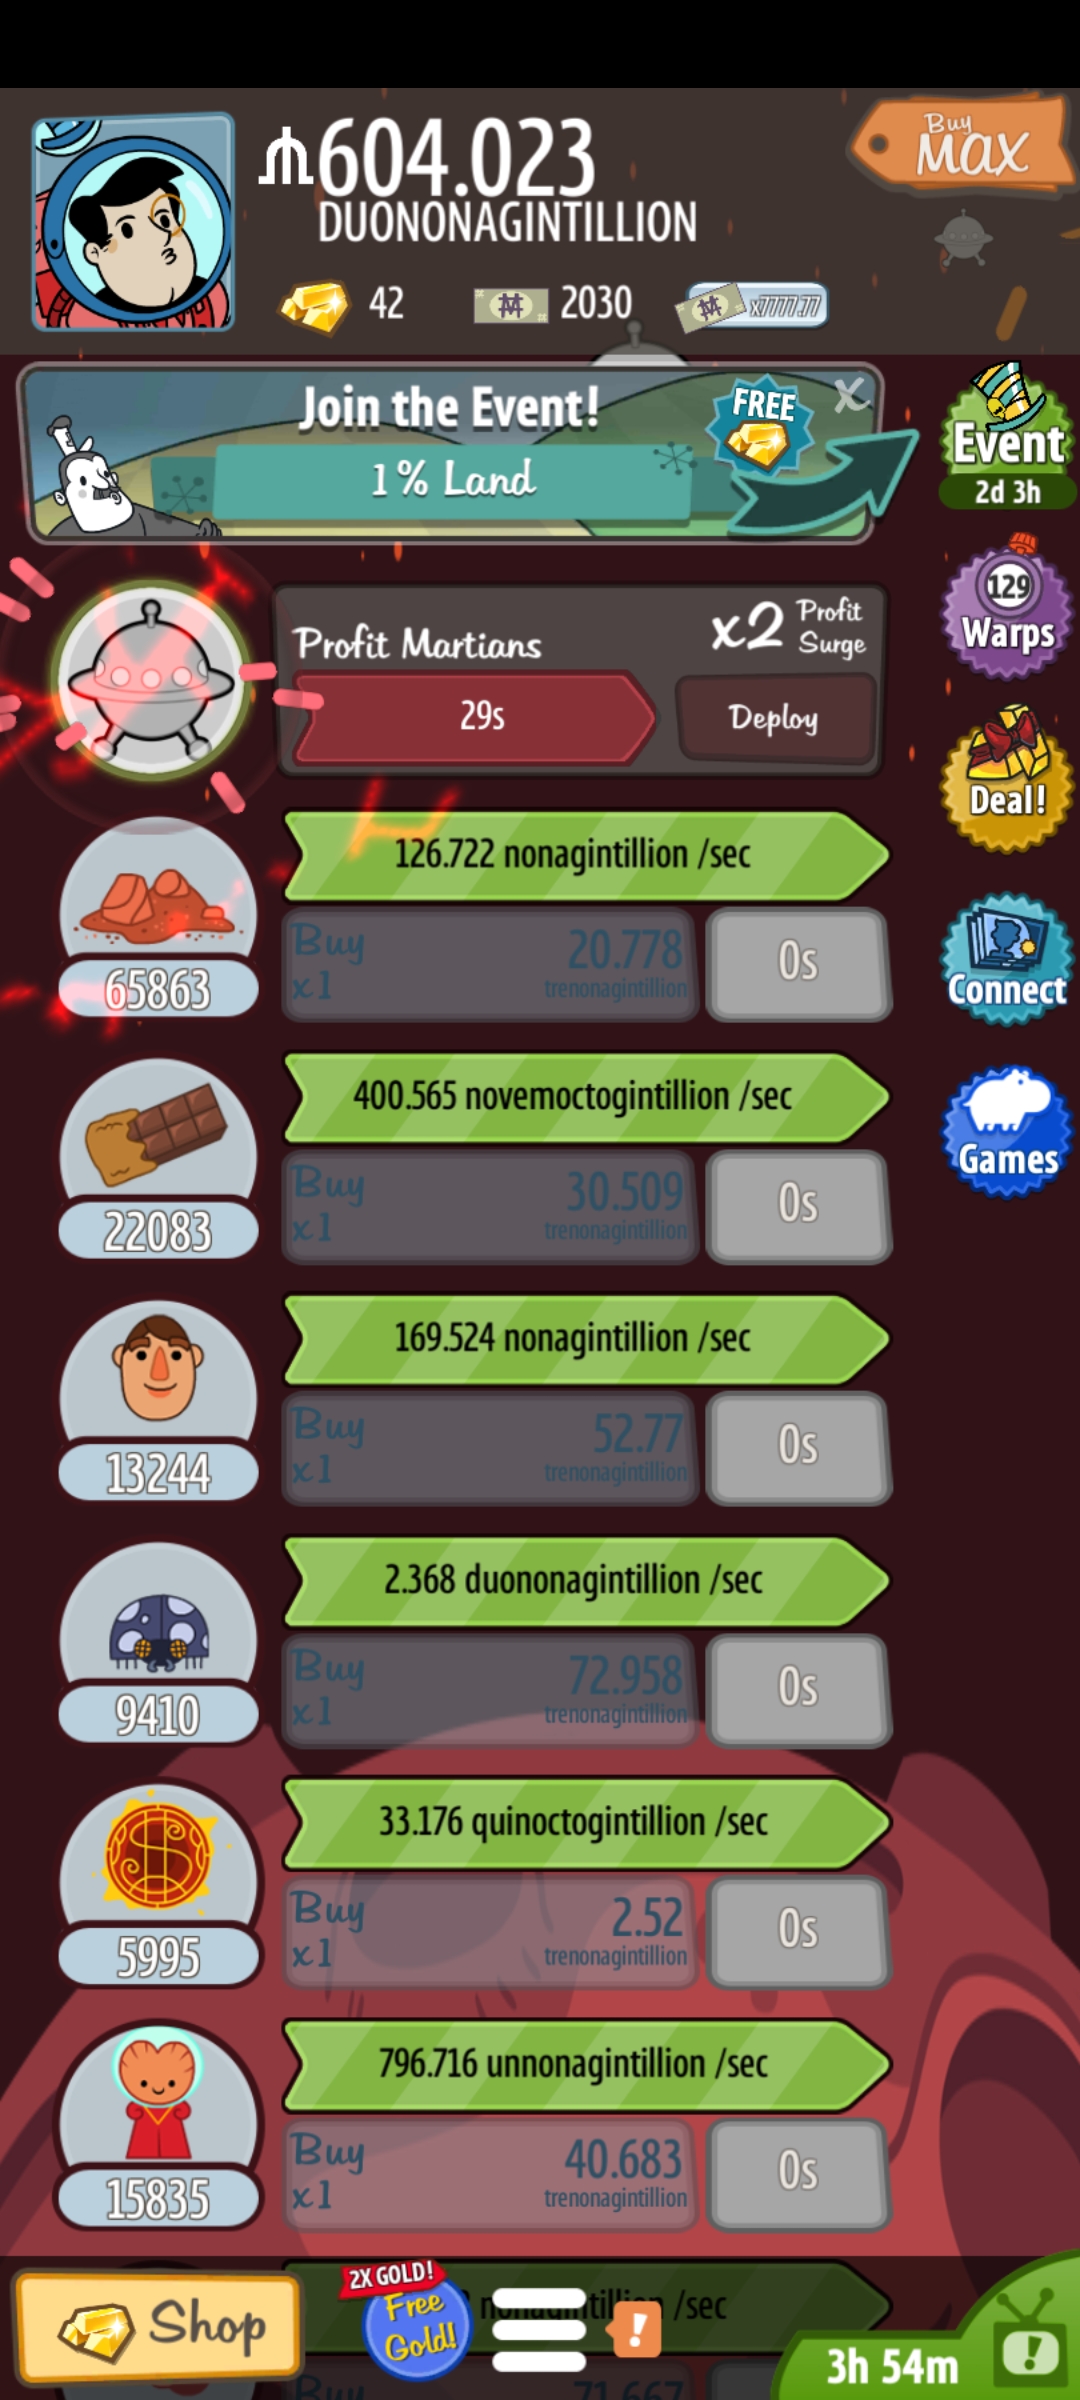 604.023
Buy
MAX
DUONONAGINTILLION
42
2030
x7777.77
Join the Event!
FREE
X
1% Land
Event
2d 3h
129
Warps
Profit Martians
x2 Profit Surge
29s
Deploy
Deal!
126.722 nonagintillion /sec
Buy
x1
20.778
trenonagintillion
0s
65863
Connect
400.565 novemoctogintillion /sec
Buy
x1
30.509
trenonagintillion
0s
22083
Games
169.524 nonagintillion /sec
Buy
x1
52.77
trenonagintillion
0s
13244
2.368 duononagintillion /sec
Buy
x1
72.958
trenonagintillion
0s
9410
33.176 quinoctogintillion /sec
Buy
x1
2.52
trenonagintillion
0s
5995
796.716 unnonagintillion /sec
Buy
x1
40.683
trenonagintillion
0s
15835
Shop
2X GOLD!
Free
Gold!
/sec
!
3h 54m
!
Buy
71.667